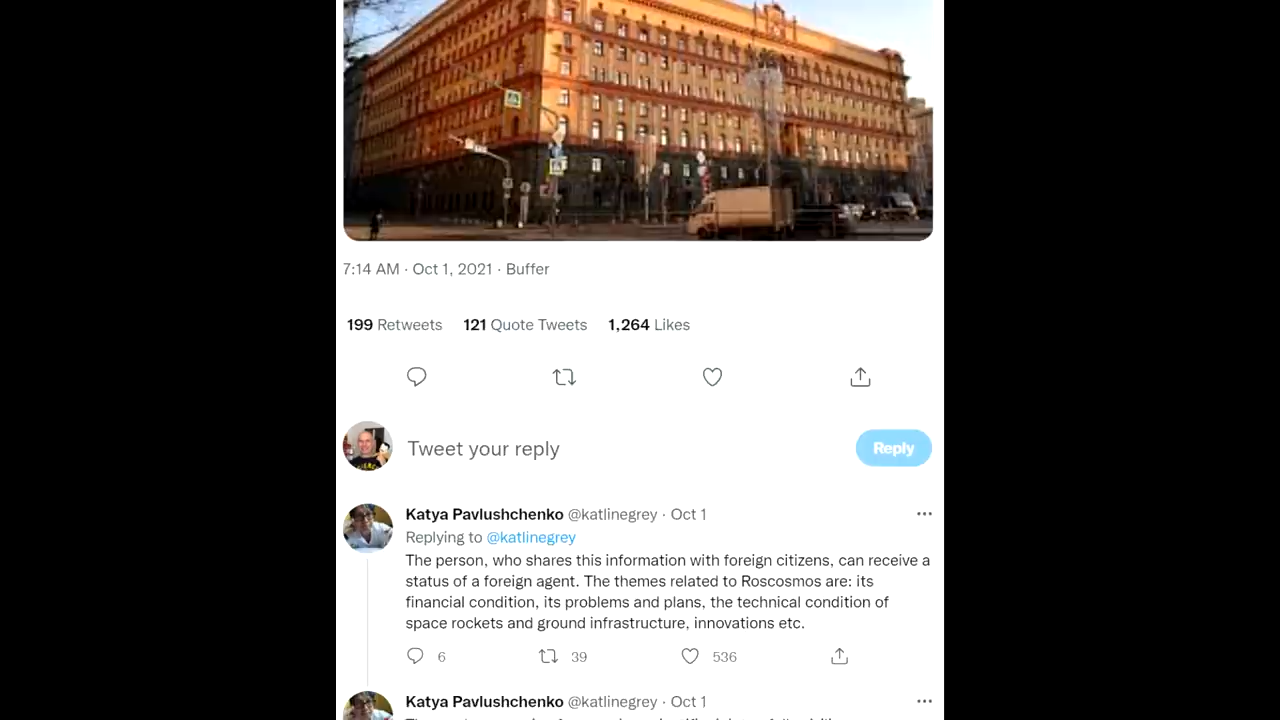 7:14 AM · Oct 1, 2021 · Buffer
199 Retweets 121 Quote Tweets 1,264 Likes
Tweet your reply
Reply
Katya Pavlushchenko @katlinegrey · Oct 1
Replying to @katlinegrey
The person, who shares this information with foreign citizens, can receive a
status of a foreign agent. The themes related to Roscosmos are: its
financial condition, its problems and plans, the technical condition of
space rockets and ground infrastructure, innovations etc.
6 39 536
Katya Pavlushchenko @katlinegrey · Oct 1